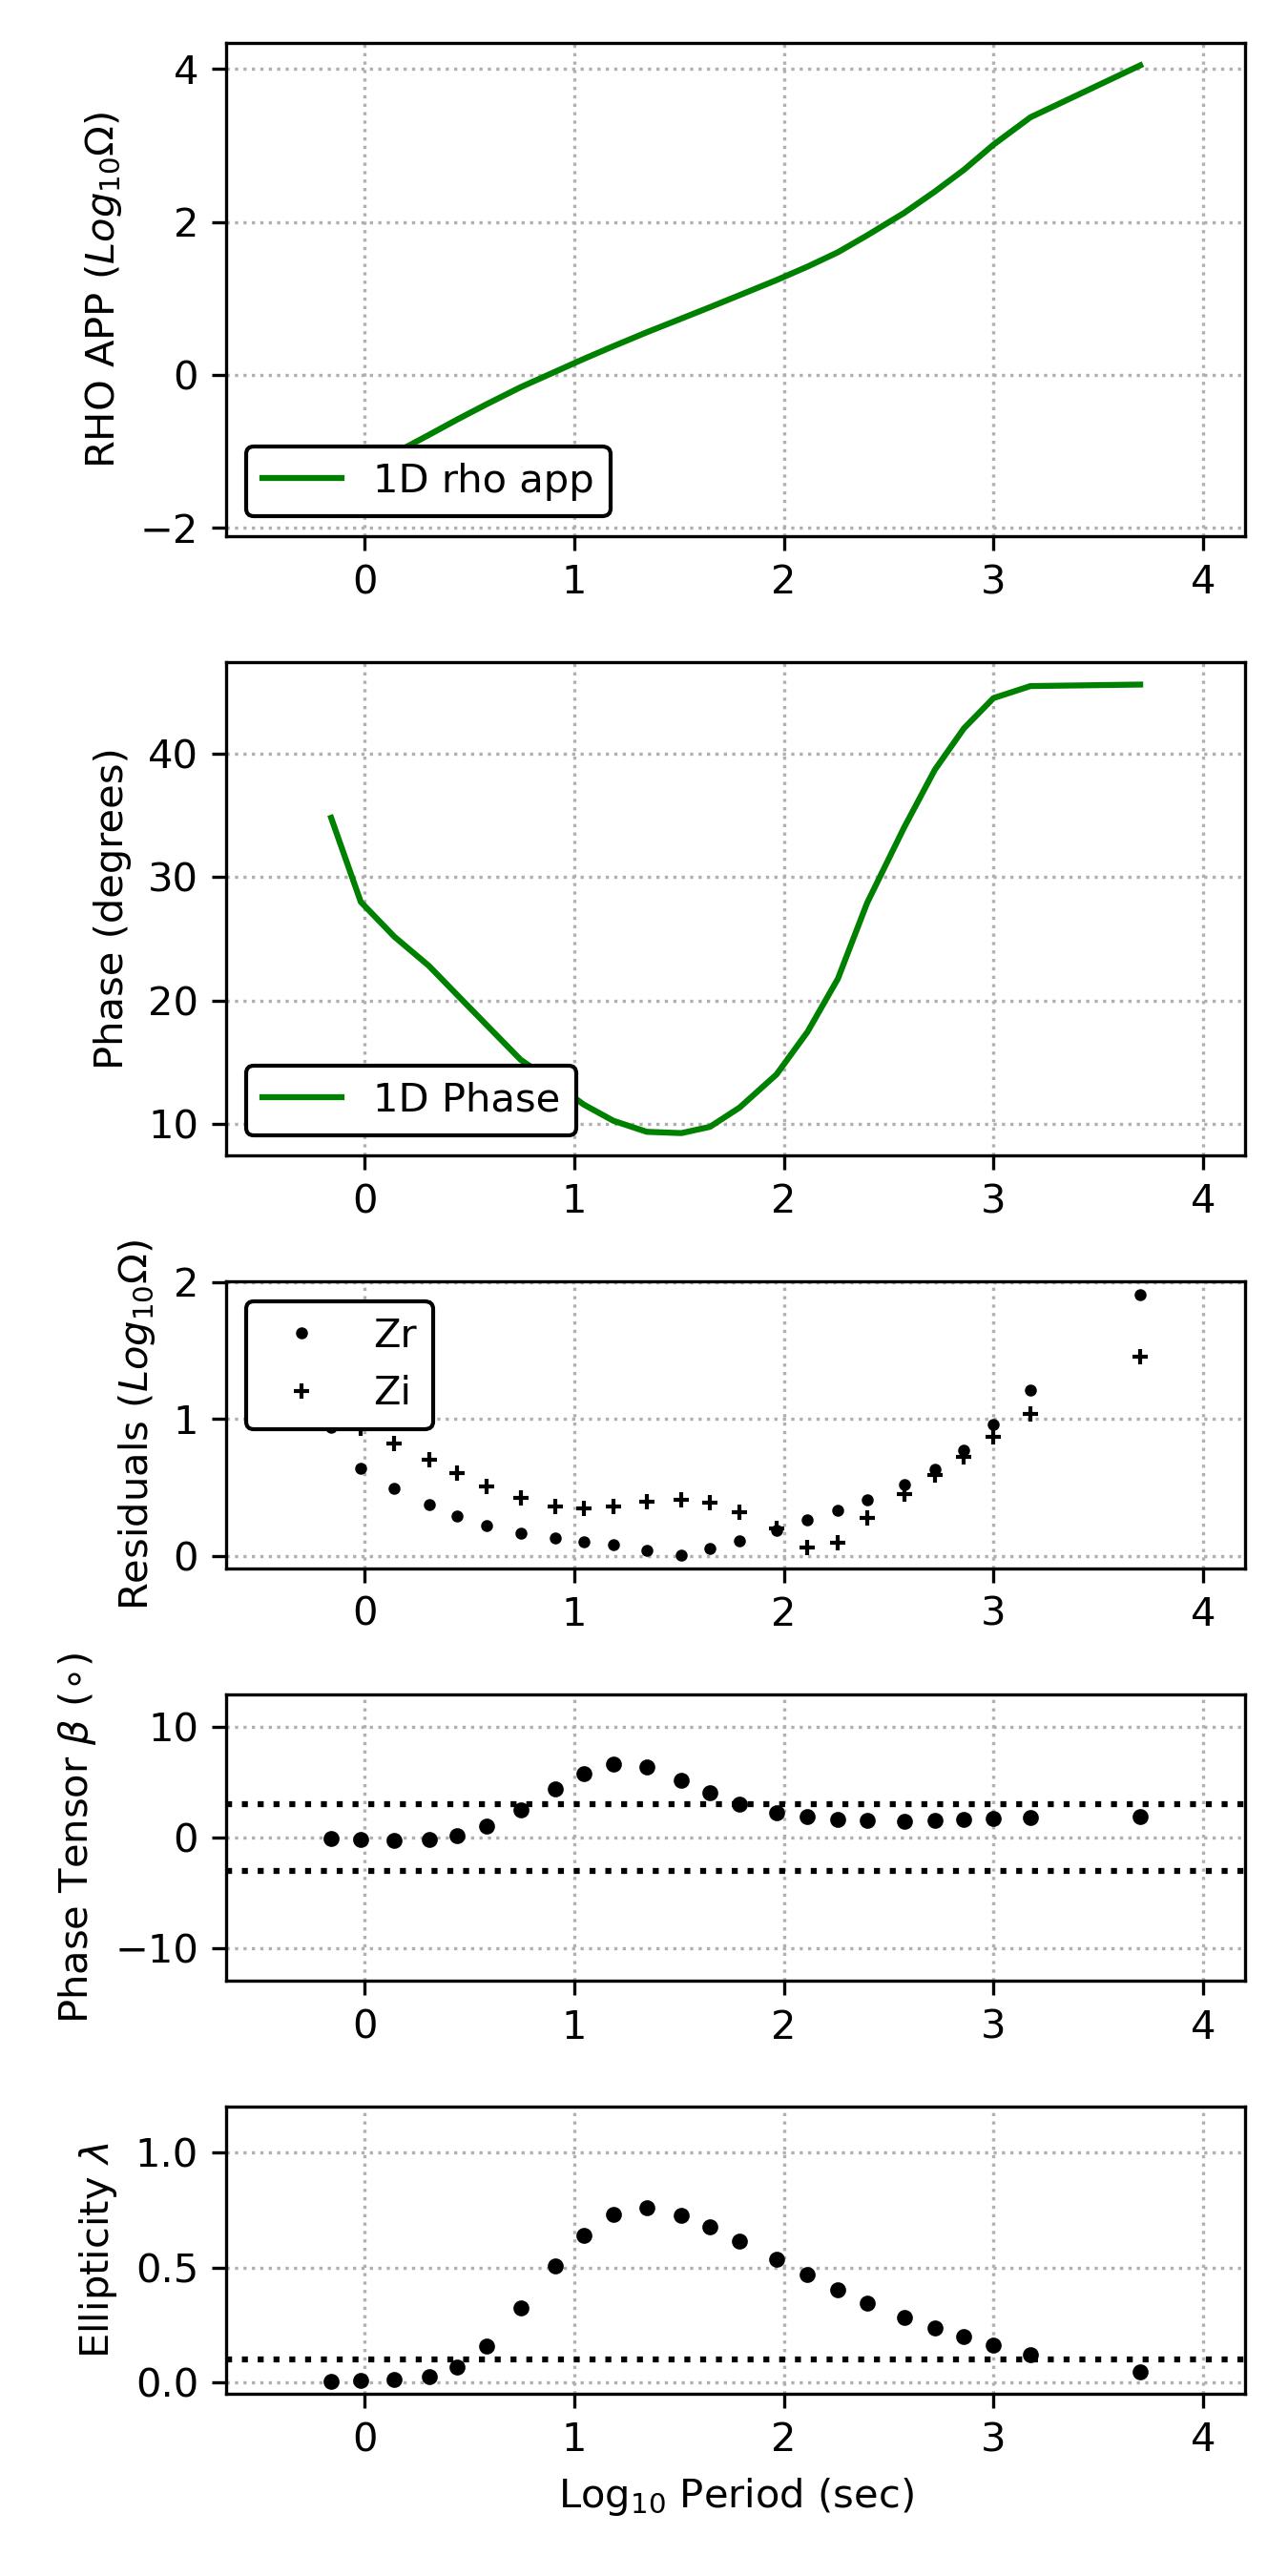 RHO APP (Log₁₀Ω)
4
2
0
−2
1D rho app
0 1 2 3 4
Phase (degrees)
40
30
20
10
1D Phase
0 1 2 3 4
Residuals (Log₁₀Ω)
2
1
0
Zr
Zi
0 1 2 3 4
Phase Tensor β (∘)
10
0
−10
0 1 2 3 4
Ellipticity λ
1.0
0.5
0.0
0 1 2 3 4
Log₁₀ Period (sec)